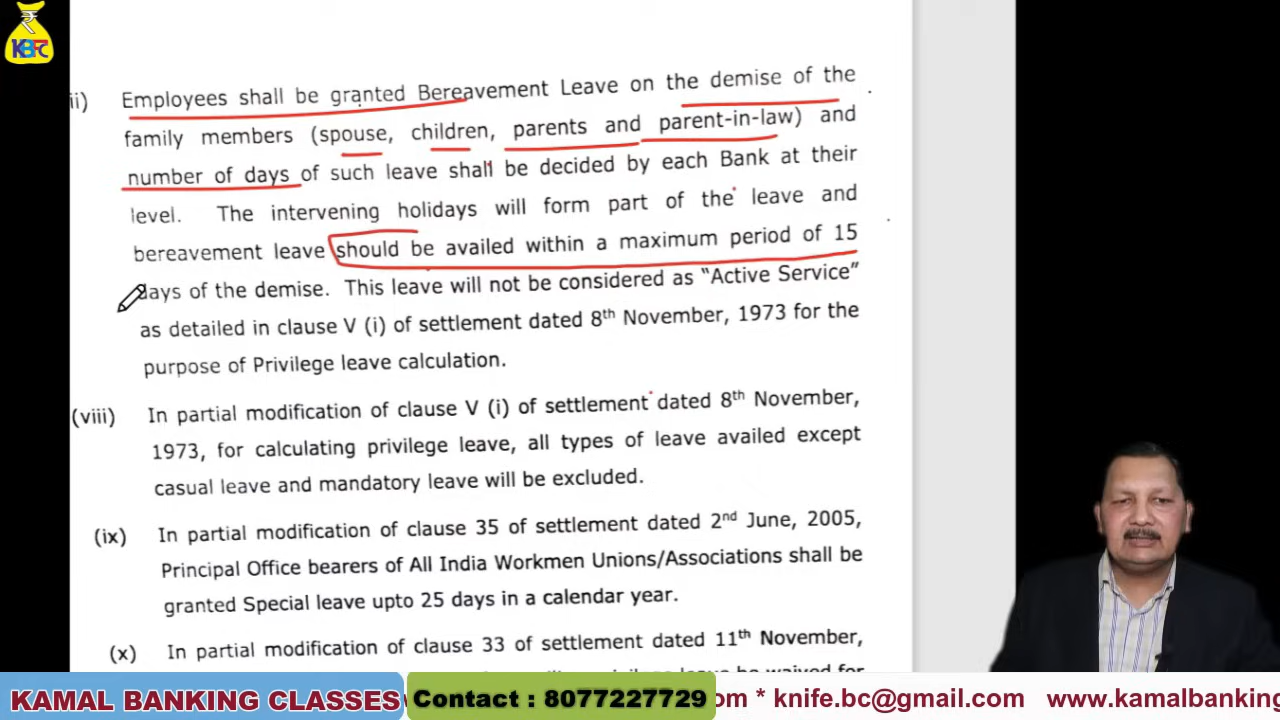 KBFC
ii) Employees shall be granted Bereavement Leave on the demise of the
family members (spouse, children, parents and parent-in-law) and
number of days of such leave shall be decided by each Bank at their
level. The intervening holidays will form part of the leave and
bereavement leave should be availed within a maximum period of 15
days of the demise. This leave will not be considered as “Active Service”
as detailed in clause V (i) of settlement dated 8th November, 1973 for the
purpose of Privilege leave calculation.
(viii) In partial modification of clause V (i) of settlement dated 8th November,
1973, for calculating privilege leave, all types of leave availed except
casual leave and mandatory leave will be excluded.
(ix) In partial modification of clause 35 of settlement dated 2nd June, 2005,
Principal Office bearers of All India Workmen Unions/Associations shall be
granted Special leave upto 25 days in a calendar year.
(x) In partial modification of clause 33 of settlement dated 11th November,
KAMAL BANKING CLASSES Contact : 8077227729 om * knife.bc@gmail.com www.kamalbanking